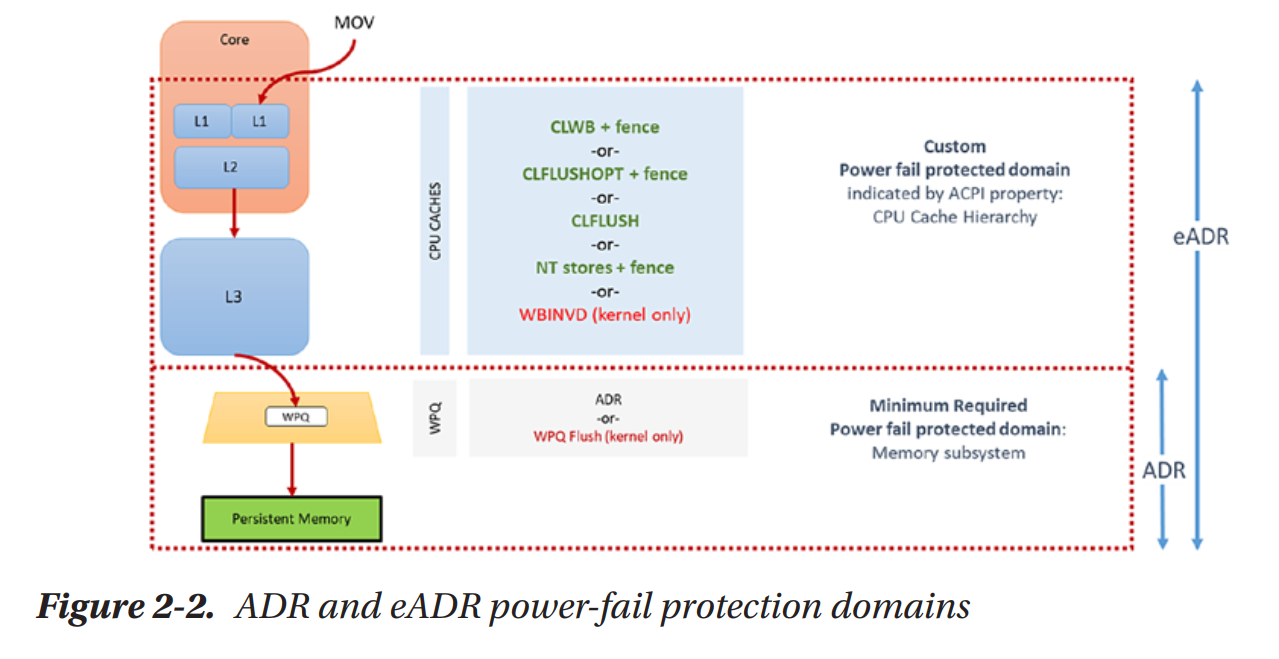 MOV
Core
L1
L1
L2
L3
CPU CACHES
CLWB + fence
-or-
CLFLUSHOPT + fence
-or-
CLFLUSH
-or-
NT stores + fence
-or-
WBINVD (kernel only)
Custom
Power fail protected domain
indicated by ACPI property:
CPU Cache Hierarchy
eADR
WPQ
WPQ
ADR
-or-
WPQ Flush (kernel only)
Minimum Required
Power fail protected domain:
Memory subsystem
ADR
Persistent Memory
Figure 2-2. ADR and eADR power-fail protection domains